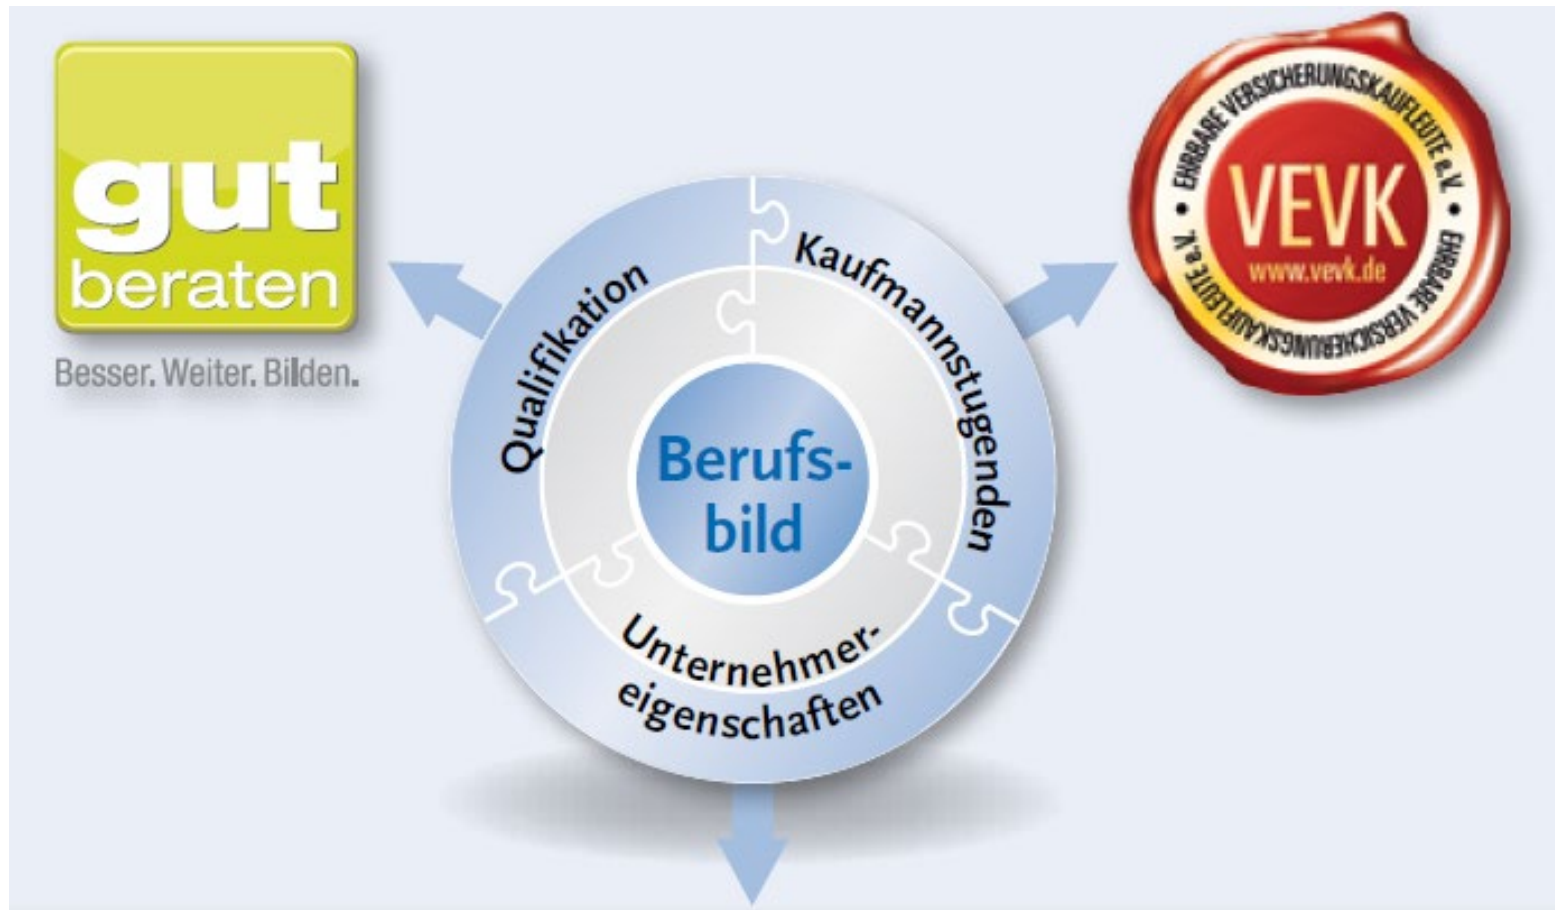 gut
beraten
Besser. Weiter. Bilden.
EHRBARE VERSICHERUNGSKAUFLEUTE e.V. • EHRBARE VERSICHERUNGSKAUFLEUTE e.V. •
VEVK
www.vevk.de
Qualifikation
Kaufmannstugenden
Berufs-
bild
Unternehmer-
eigenschaften